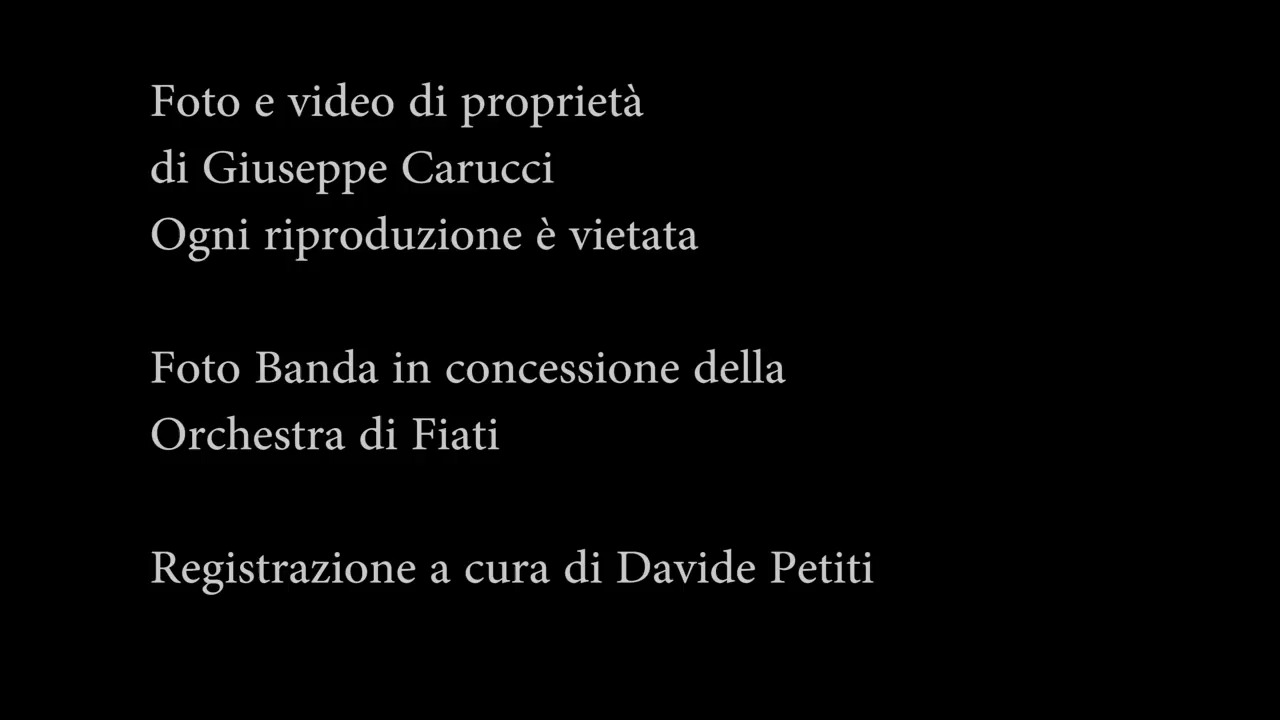 Foto e video di proprietà
di Giuseppe Carucci
Ogni riproduzione è vietata
Foto Banda in concessione della
Orchestra di Fiati
Registrazione a cura di Davide Petiti